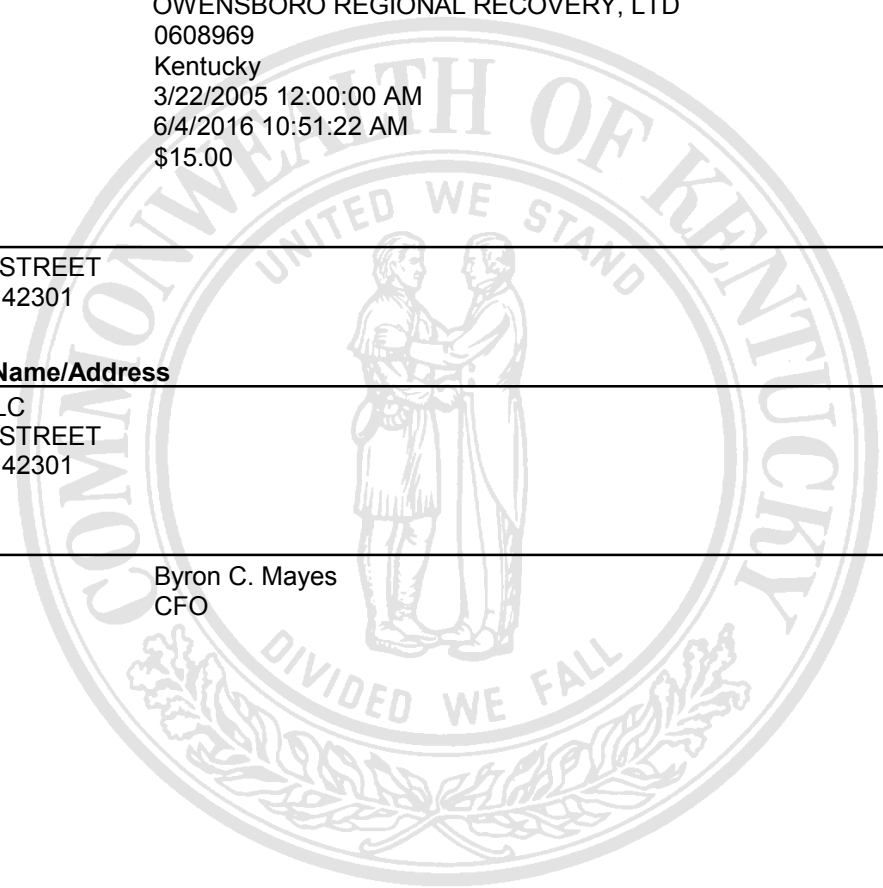 OWENSBORO REGIONAL RECOVERY, LTD
0608969
Kentucky
3/22/2005 12:00:00 AM
6/4/2016 10:51:22 AM
$15.00
COMMONWEALTH OF KENTUCKY
UNITED WE STAND
STREET
42301
Name/Address
LC
STREET
42301
Byron C. Mayes
CFO
DIVIDED WE FALL